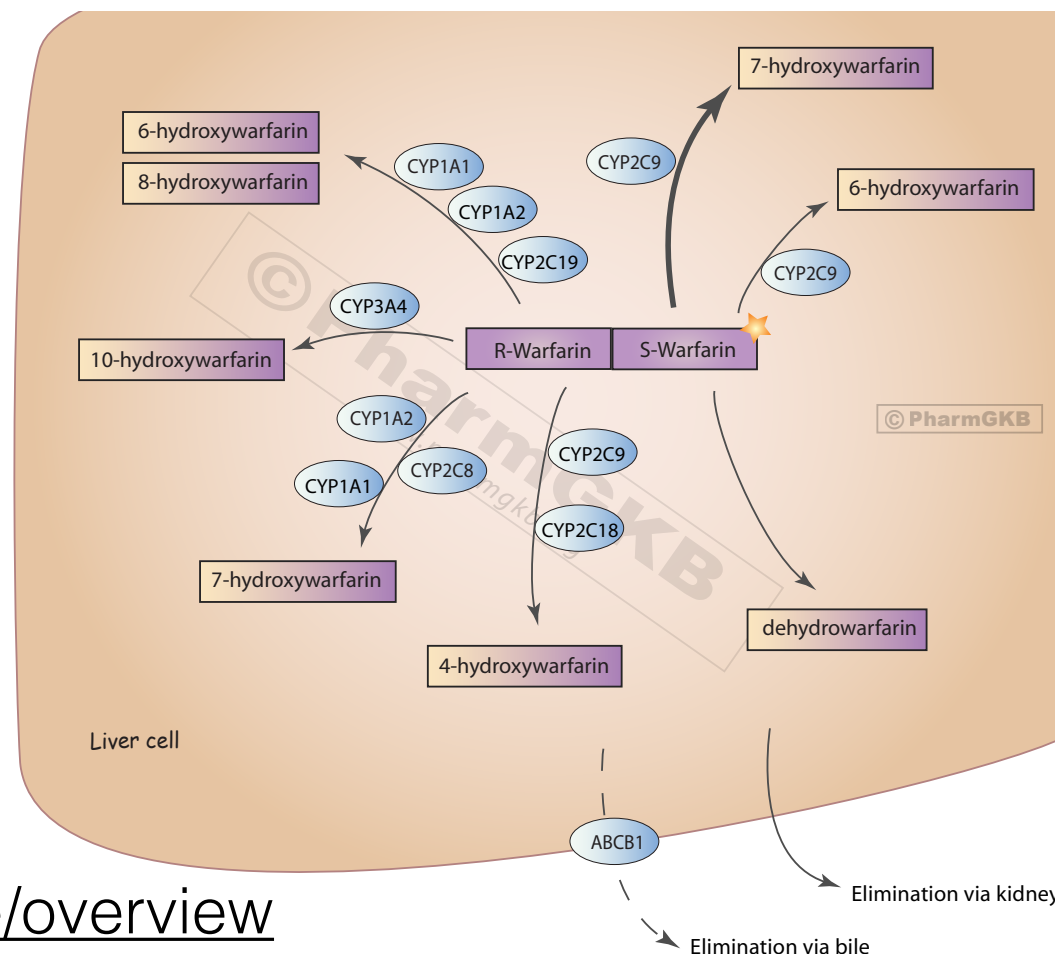 7-hydroxywarfarin
6-hydroxywarfarin
8-hydroxywarfarin
CYP1A1
CYP2C9
6-hydroxywarfarin
CYP1A2
CYP2C19
CYP2C9
CYP3A4
R-Warfarin
S-Warfarin
10-hydroxywarfarin
© PharmGKB
© PharmGKB
CYP1A2
CYP2C8
CYP1A1
CYP2C9
CYP2C18
7-hydroxywarfarin
dehydrowarfarin
4-hydroxywarfarin
Liver cell
ABCB1
/overview
Elimination via kidney
Elimination via bile